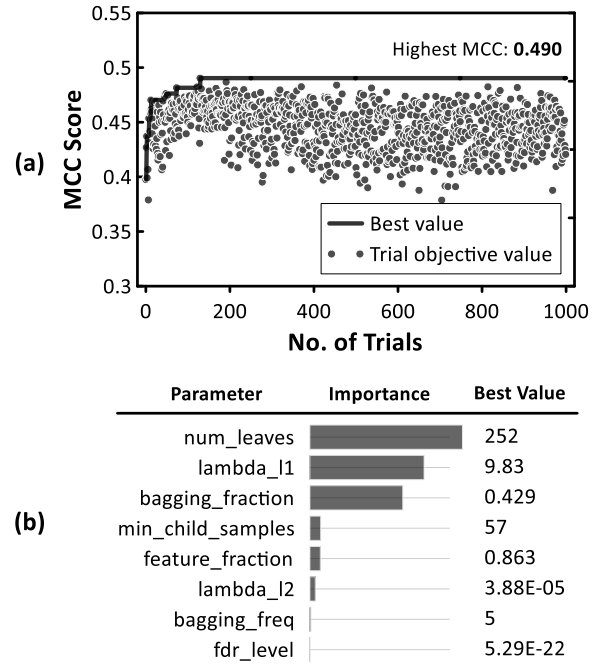 (a)
MCC Score
0.55
0.5
0.45
0.4
0.35
0.3
Highest MCC: 0.490
Best value
Trial objective value
0 200 400 600 800 1000
No. of Trials
(b)
Parameter Importance Best Value
num_leaves 252
lambda_l1 9.83
bagging_fraction 0.429
min_child_samples 57
feature_fraction 0.863
lambda_l2 3.88E-05
bagging_freq 5
fdr_level 5.29E-22